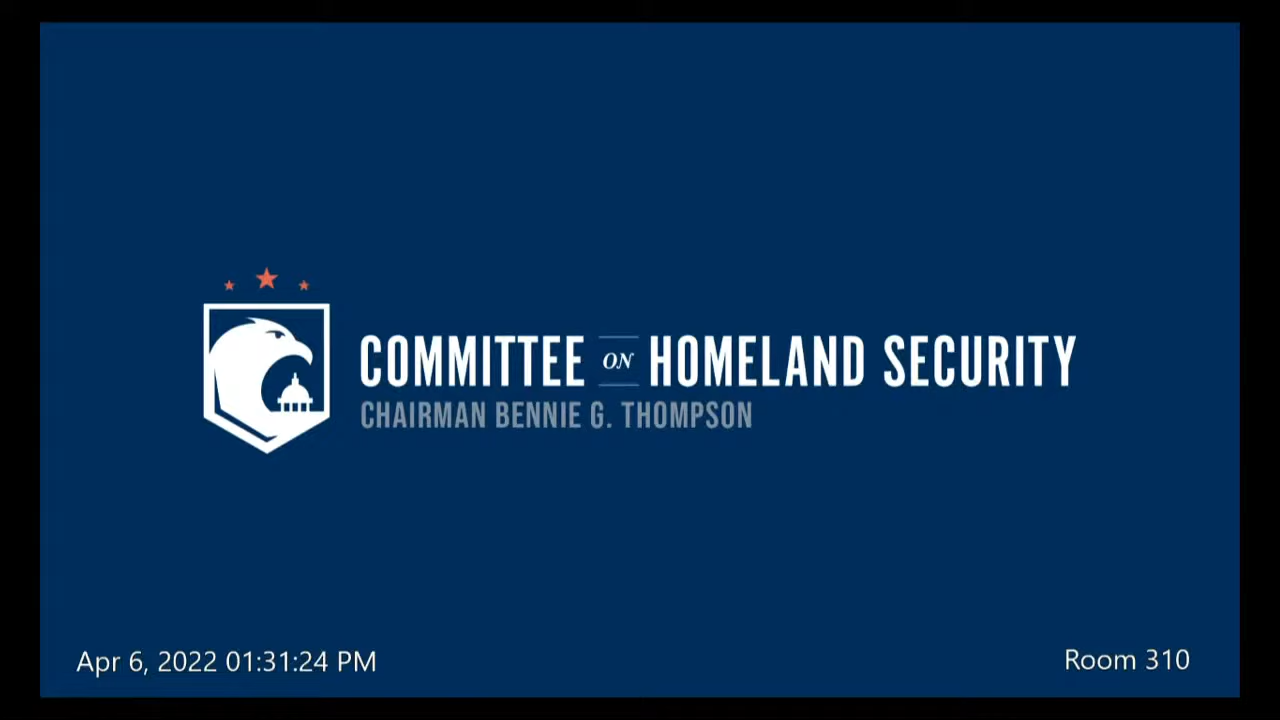 COMMITTEE ON HOMELAND SECURITY
CHAIRMAN BENNIE G. THOMPSON
Apr 6, 2022 01:31:24 PM
Room 310